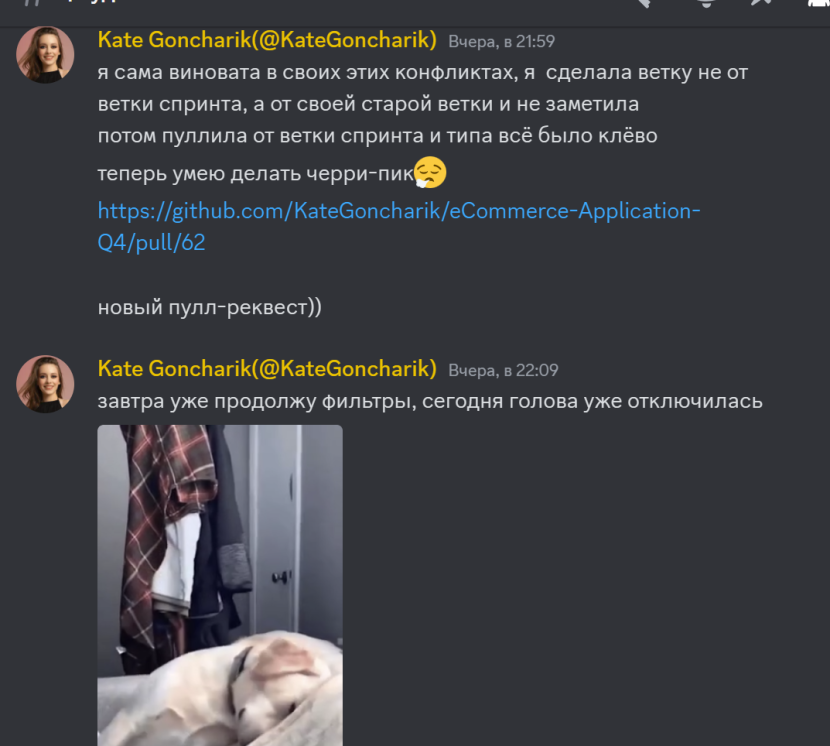 Kate Goncharik(@KateGoncharik) Вчера, в 21:59
я сама виновата в своих этих конфликтах, я сделала ветку не от
ветки спринта, а от своей старой ветки и не заметила
потом пуллила от ветки спринта и типа всё было клёво
теперь умею делать черри-пик
https://github.com/KateGoncharik/eCommerce-Application-
Q4/pull/62
новый пулл-реквест))
Kate Goncharik(@KateGoncharik) Вчера, в 22:09
завтра уже продолжу фильтры, сегодня голова уже отключилась